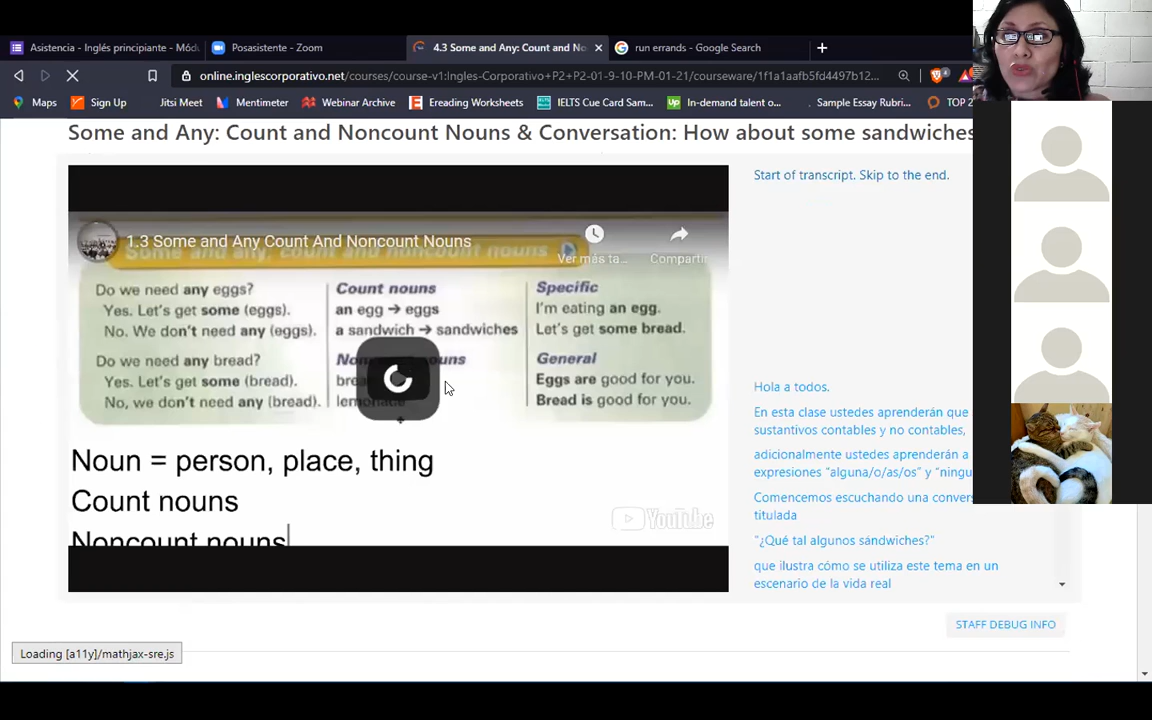 Asistencia - Inglés principiante - Mód
Posasistente - Zoom
4.3 Some and Any: Count and No
run errands - Google Search
online.inglescorporativo.net/courses/course-v1:Ingles-Corporativo+P2+P2-01-9-10-PM-01-21/courseware/1f1a1aafb5fd4497b12...
Maps
Sign Up
Jitsi Meet
Mentimeter
Webinar Archive
Ereading Worksheets
IELTS Cue Card Sam...
In-demand talent o...
Sample Essay Rubri...
TOP 2
Some and Any: Count and Noncount Nouns & Conversation: How about some sandwiches
1.3 Some and Any Count And Noncount Nouns
Some and any, count and noncount nouns
Ver más ta...
Compartir
Do we need any eggs?
Yes. Let's get some (eggs).
No. We don't need any (eggs).
Do we need any bread?
Yes. Let's get some (bread).
No, we don't need any (bread).
Count nouns
an egg → eggs
a sandwich → sandwiches
Specific
I'm eating an egg.
Let's get some bread.
General
Eggs are good for you.
Bread is good for you.
Noun = person, place, thing
Count nouns
Noncount nouns
YouTube
Start of transcript. Skip to the end.
Hola a todos.
En esta clase ustedes aprenderán que
sustantivos contables y no contables,
adicionalmente ustedes aprenderán a
expresiones "alguna/o/as/os" y "ningu
Comencemos escuchando una convers
titulada
"¿Qué tal algunos sándwiches?"
que ilustra cómo se utiliza este tema en un
escenario de la vida real
STAFF DEBUG INFO
Loading [a11y]/mathjax-sre.js